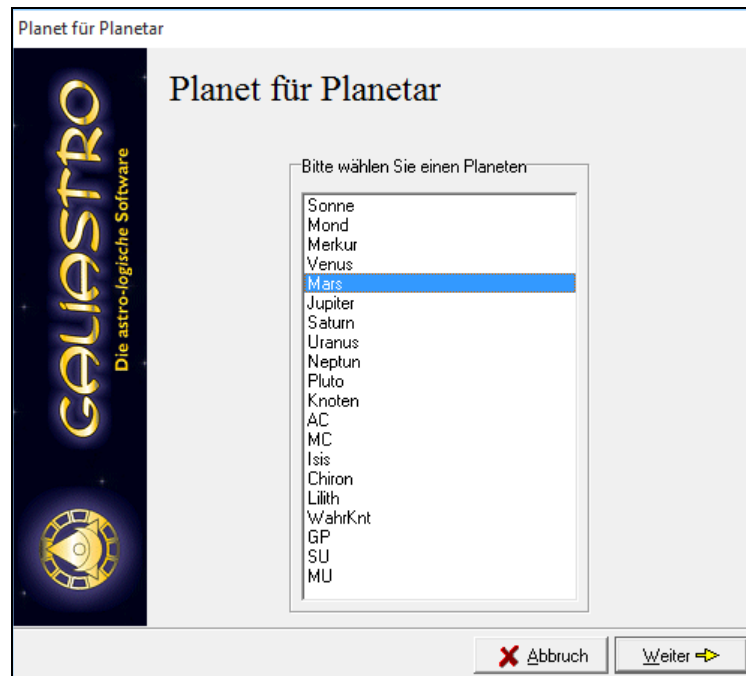 Planet für Planetar
GALIASTRO
Die astro-logische Software
Planet für Planetar
Bitte wählen Sie einen Planeten
Sonne
Mond
Merkur
Venus
Mars
Jupiter
Saturn
Uranus
Neptun
Pluto
Knoten
AC
MC
Isis
Chiron
Lilith
WahrKnt
GP
SU
MU
Abbruch
Weiter